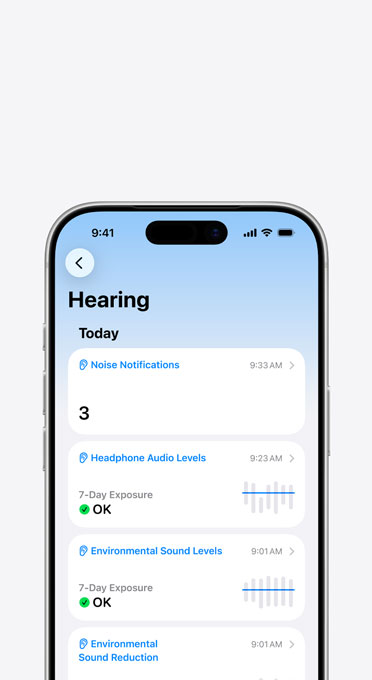 9:41
Hearing
Today
Noise Notifications 9:33 AM
3
Headphone Audio Levels 9:23 AM
7-Day Exposure
OK
Environmental Sound Levels 9:01 AM
7-Day Exposure
OK
Environmental 9:01 AM
Sound Reduction